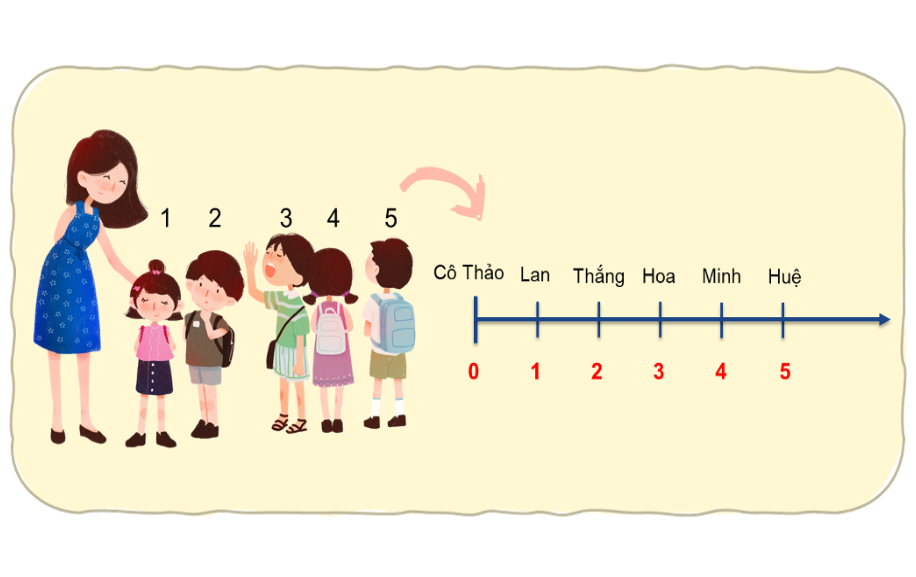 1 2 3 4 5
Cô Thảo Lan Thắng Hoa Minh Huệ
0 1 2 3 4 5